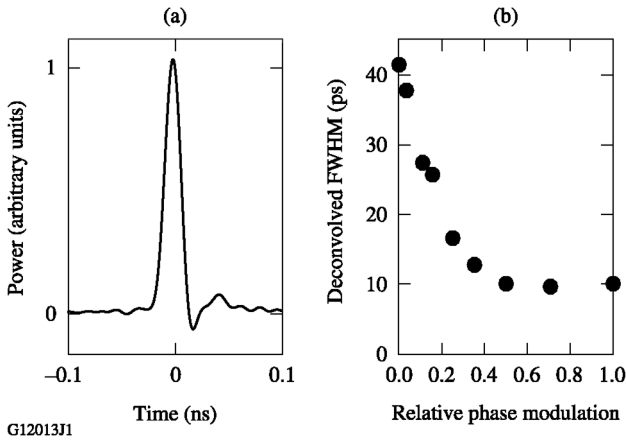 (a)
(b)
Power (arbitrary units)
1
0
–0.1
0
0.1
Time (ns)
Deconvolved FWHM (ps)
40
30
20
10
0
0.0 0.2 0.4 0.6 0.8 1.0
Relative phase modulation
G12013J1